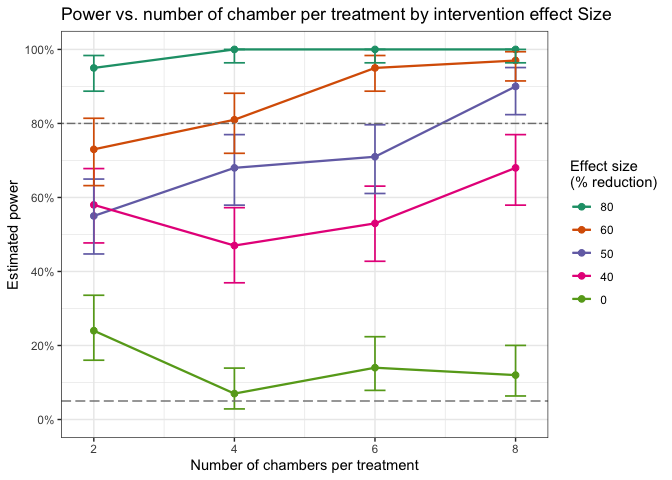 Power vs. number of chamber per treatment by intervention effect Size
100%
80%
60%
40%
20%
0%
Estimated power
2 4 6 8
Number of chambers per treatment
Effect size
(% reduction)
80
60
50
40
0